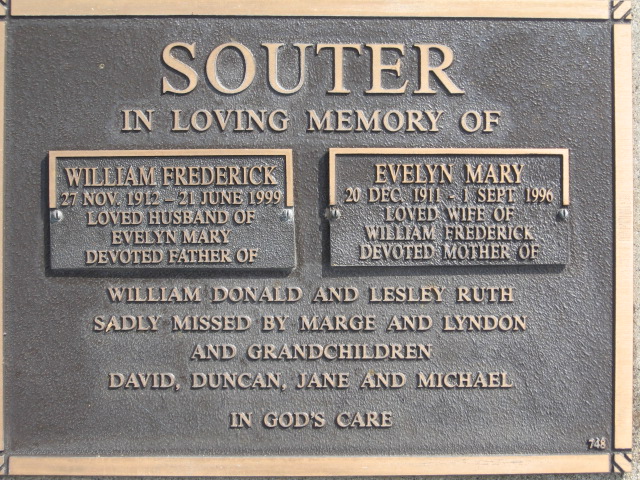 SOUTER
IN LOVING MEMORY OF
WILLIAM FREDERICK
27 NOV. 1912 – 21 JUNE 1999
LOVED HUSBAND OF
EVELYN MARY
DEVOTED FATHER OF
EVELYN MARY
20 DEC. 1911 - 1 SEPT. 1996
LOVED WIFE OF
WILLIAM FREDERICK
DEVOTED MOTHER OF
WILLIAM DONALD AND LESLEY RUTH
SADLY MISSED BY MARGE AND LYNDON
AND GRANDCHILDREN
DAVID, DUNCAN, JANE AND MICHAEL
IN GOD'S CARE
748